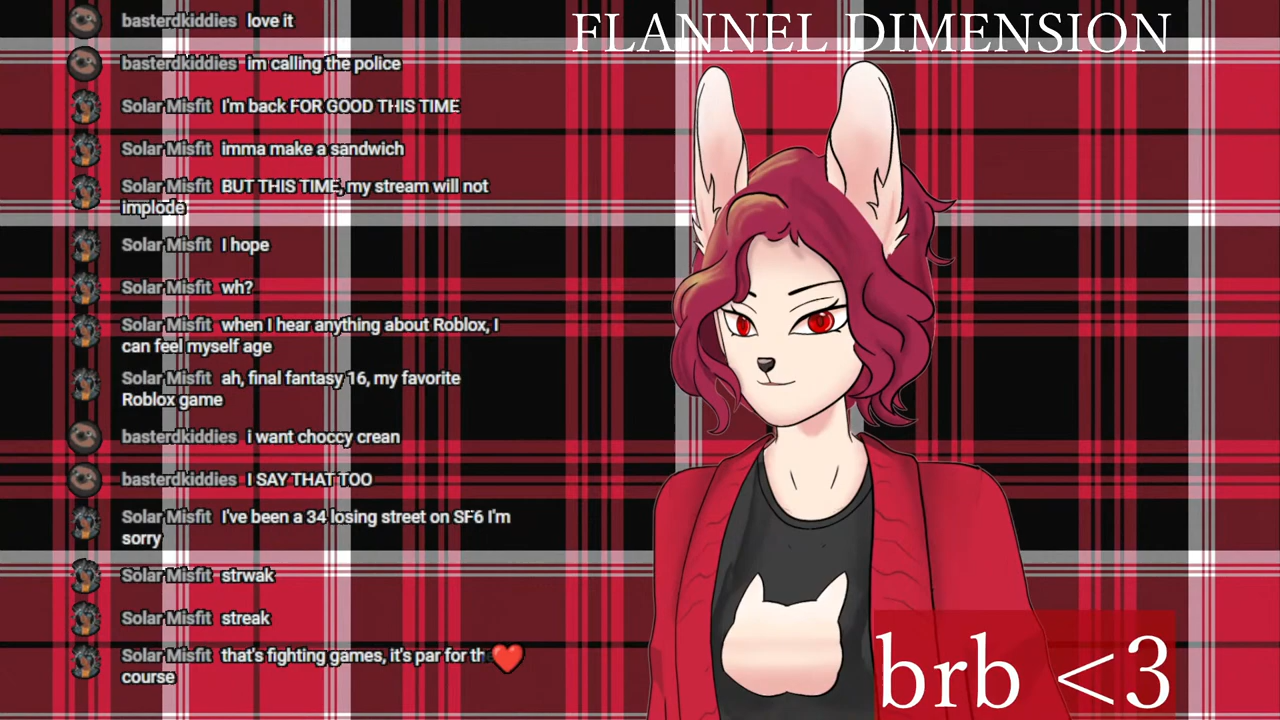 FLANNEL DIMENSION
basterdkiddies love it
basterdkiddies im calling the police
Solar Misfit I'm back FOR GOOD THIS TIME
Solar Misfit imma make a sandwich
Solar Misfit BUT THIS TIME, my stream will not
implode
Solar Misfit I hope
Solar Misfit wh?
Solar Misfit when I hear anything about Roblox, I
can feel myself age
Solar Misfit ah, final fantasy 16, my favorite
Roblox game
basterdkiddies i want choccy crean
basterdkiddies I SAY THAT TOO
Solar Misfit I've been a 34 losing street on SF6 I'm
sorry
Solar Misfit strwak
Solar Misfit streak
Solar Misfit that's fighting games, it's par for th
course
brb <3